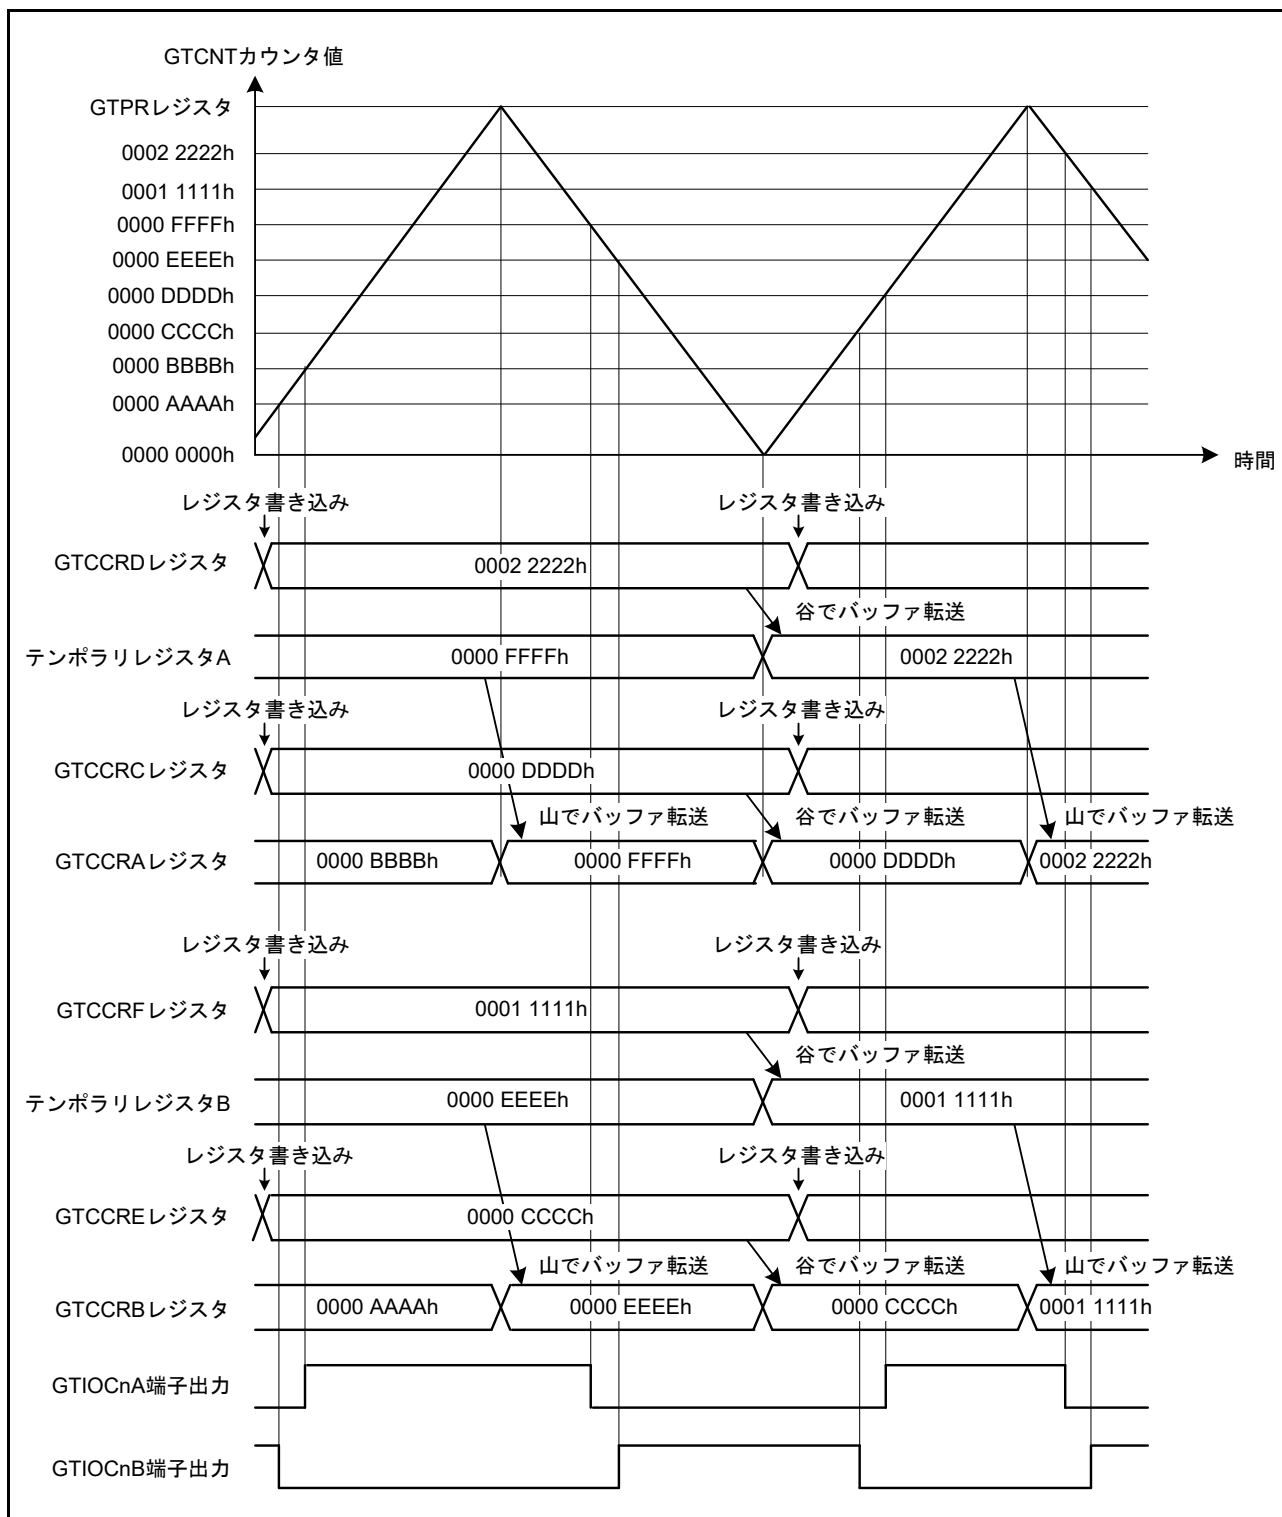 GTCNTカウンタ値
GTPRレジスタ
0002 2222h
0001 1111h
0000 FFFFh
0000 EEEEh
0000 DDDDh
0000 CCCCh
0000 BBBBh
0000 AAAAh
0000 0000h
時間
レジスタ書き込み レジスタ書き込み
GTCCRDレジスタ 0002 2222h
谷でバッファ転送
テンポラリレジスタA 0000 FFFFh 0002 2222h
レジスタ書き込み レジスタ書き込み
GTCCRCレジスタ 0000 DDDDh
山でバッファ転送 谷でバッファ転送 山でバッファ転送
GTCCRAレジスタ 0000 BBBBh 0000 FFFFh 0000 DDDDh 0002 2222h
レジスタ書き込み レジスタ書き込み
GTCCRFレジスタ 0001 1111h
谷でバッファ転送
テンポラリレジスタB 0000 EEEEh 0001 1111h
レジスタ書き込み レジスタ書き込み
GTCCREレジスタ 0000 CCCCh
山でバッファ転送 谷でバッファ転送 山でバッファ転送
GTCCRBレジスタ 0000 AAAAh 0000 EEEEh 0000 CCCCh 0001 1111h
GTIOCnA端子出力
GTIOCnB端子出力